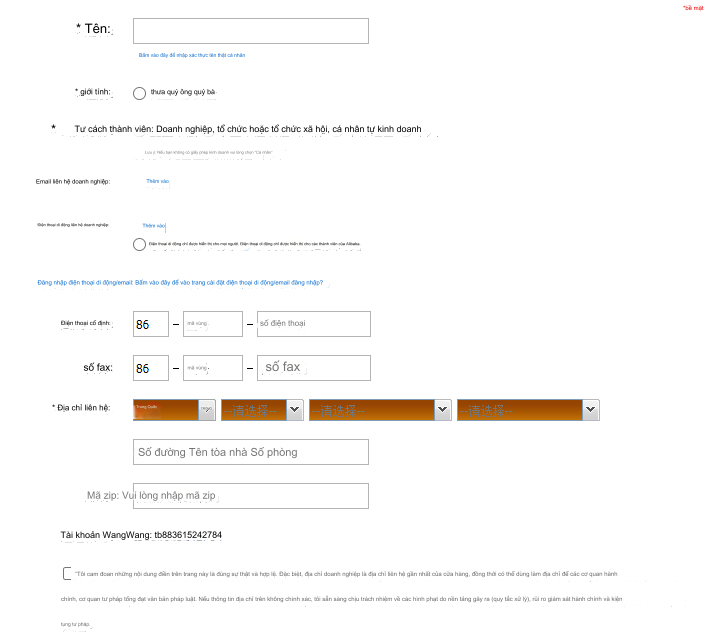 *bề mặt
* Tên:
Bấm vào đây để nhập xác thực tên thật cá nhân
* giới tính: thưa quý ông quý bà
* Tư cách thành viên: Doanh nghiệp, tổ chức hoặc tổ chức xã hội, cá nhân tự kinh doanh
Lưu ý: Nếu bạn không có giấy phép kinh doanh vui lòng chọn "Cá nhân"
Email liên hệ doanh nghiệp: Thêm vào
Điện thoại di động liên hệ doanh nghiệp: Thêm vào
Điện thoại di động chỉ được hiển thị cho mọi người. Điện thoại di động chỉ được hiển thị cho các thành viên của Alibaba
Đăng nhập điện thoại di động/email: Bấm vào đây để vào trang cài đặt điện thoại di động/email đăng nhập?
Điện thoại cố định: 86 – mã vùng – số điện thoại
số fax: 86 – mã vùng – số fax
* Địa chỉ liên hệ: Trung Quốc --请选择-- --请选择-- --请选择--
Số đường Tên tòa nhà Số phòng
Mã zip: Vui lòng nhập mã zip
Tài khoản WangWang: tb883615242784
"Tôi cam đoan những nội dung điền trên trang này là đúng sự thật và hợp lệ. Đặc biệt, địa chỉ doanh nghiệp là địa chỉ liên hệ gần nhất của cửa hàng, đồng thời có thể dùng làm địa chỉ để các cơ quan hành
chính, cơ quan tư pháp tống đạt văn bản pháp luật. Nếu thông tin địa chỉ trên không chính xác, tôi sẵn sàng chịu trách nhiệm về các hình phạt do nền tảng gây ra (quy tắc xử lý), rủi ro giám sát hành chính và kiện
tụng tư pháp.